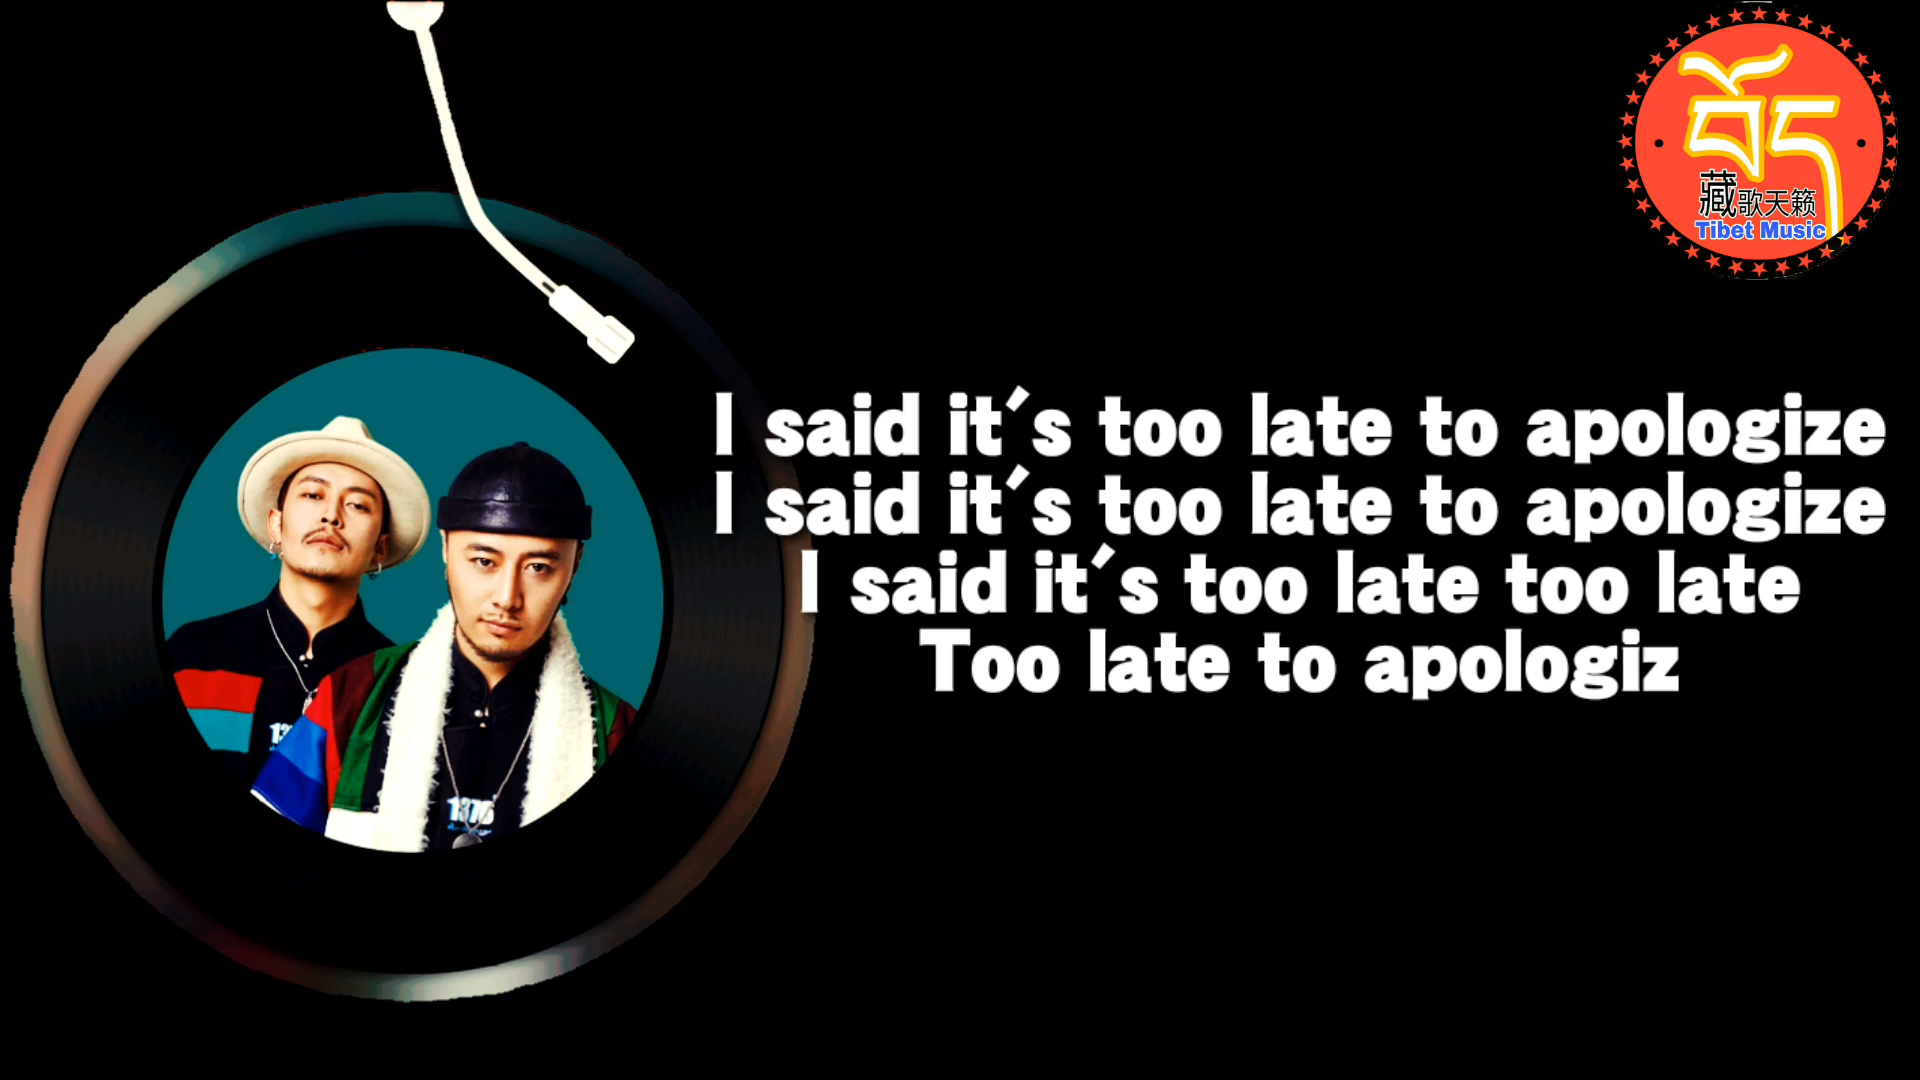 བོད
藏歌天籁
Tibet Music
I said it's too late to apologize
I said it's too late to apologize
I said it's too late too late
Too late to apologiz
1376